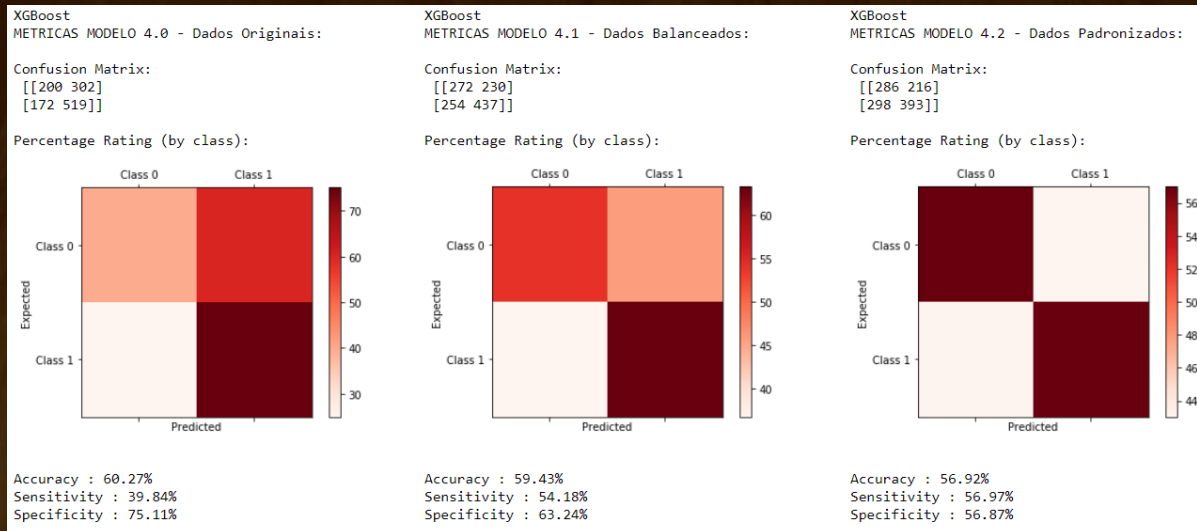 XGBoost
METRICAS MODELO 4.0 - Dados Originais:
Confusion Matrix:
[[200 302]
[172 519]]
Percentage Rating (by class):
Class 0 Class 1
Class 0
Class 1
Expected
Predicted
70
60
50
40
30
Accuracy : 60.27%
Sensitivity : 39.84%
Specificity : 75.11%
XGBoost
METRICAS MODELO 4.1 - Dados Balanceados:
Confusion Matrix:
[[272 230]
[254 437]]
Percentage Rating (by class):
Class 0 Class 1
Class 0
Class 1
Expected
Predicted
60
55
50
45
40
Accuracy : 59.43%
Sensitivity : 54.18%
Specificity : 63.24%
XGBoost
METRICAS MODELO 4.2 - Dados Padronizados:
Confusion Matrix:
[[286 216]
[298 393]]
Percentage Rating (by class):
Class 0 Class 1
Class 0
Class 1
Expected
Predicted
56
54
52
50
48
46
44
Accuracy : 56.92%
Sensitivity : 56.97%
Specificity : 56.87%